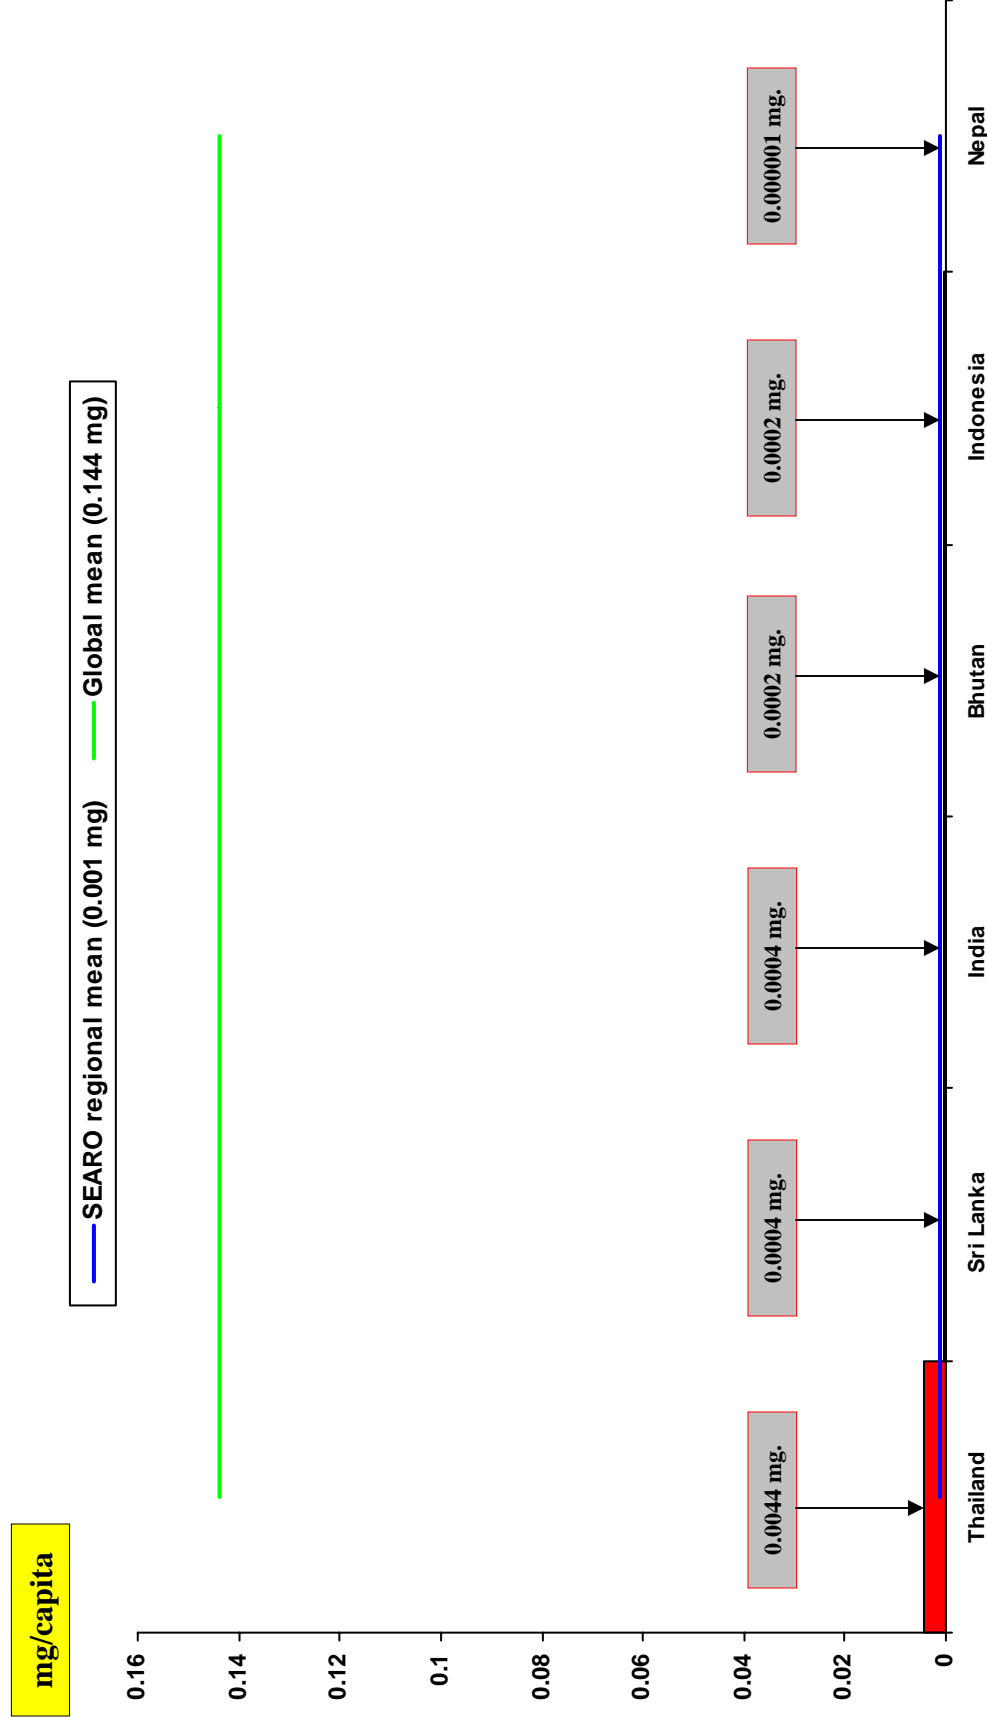 mg/capita
SEARO regional mean (0.001 mg) Global mean (0.144 mg)
0.16
0.14
0.12
0.1
0.08
0.06
0.04
0.02
0
0.0044 mg.
0.0004 mg.
0.0004 mg.
0.0002 mg.
0.0002 mg.
0.000001 mg.
Thailand Sri Lanka India Bhutan Indonesia Nepal